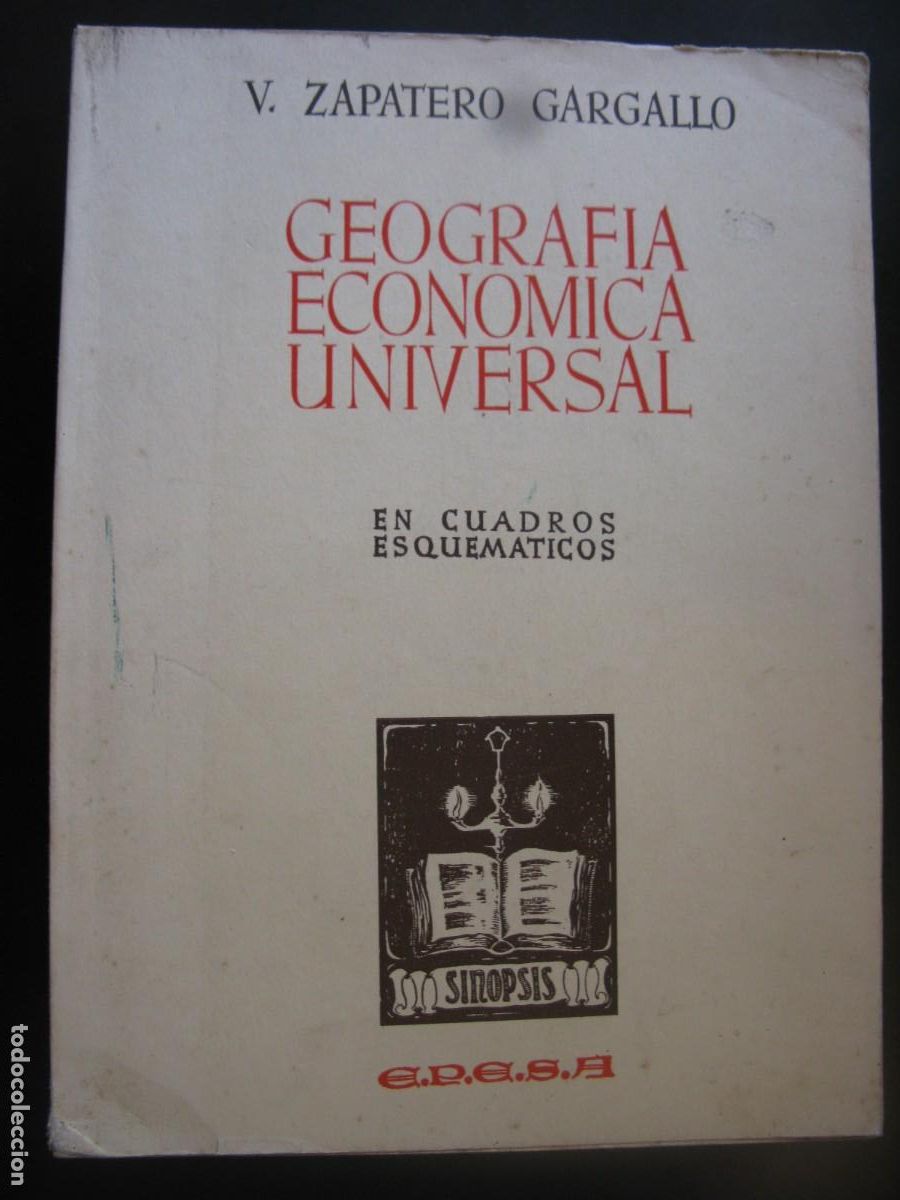 V. ZAPATERO GARGALLO
GEOGRAFIA
ECONOMICA
UNIVERSAL
EN CUADROS
ESQUEMATICOS
SINOPSIS
E.P.E.S.A
todocoleccion